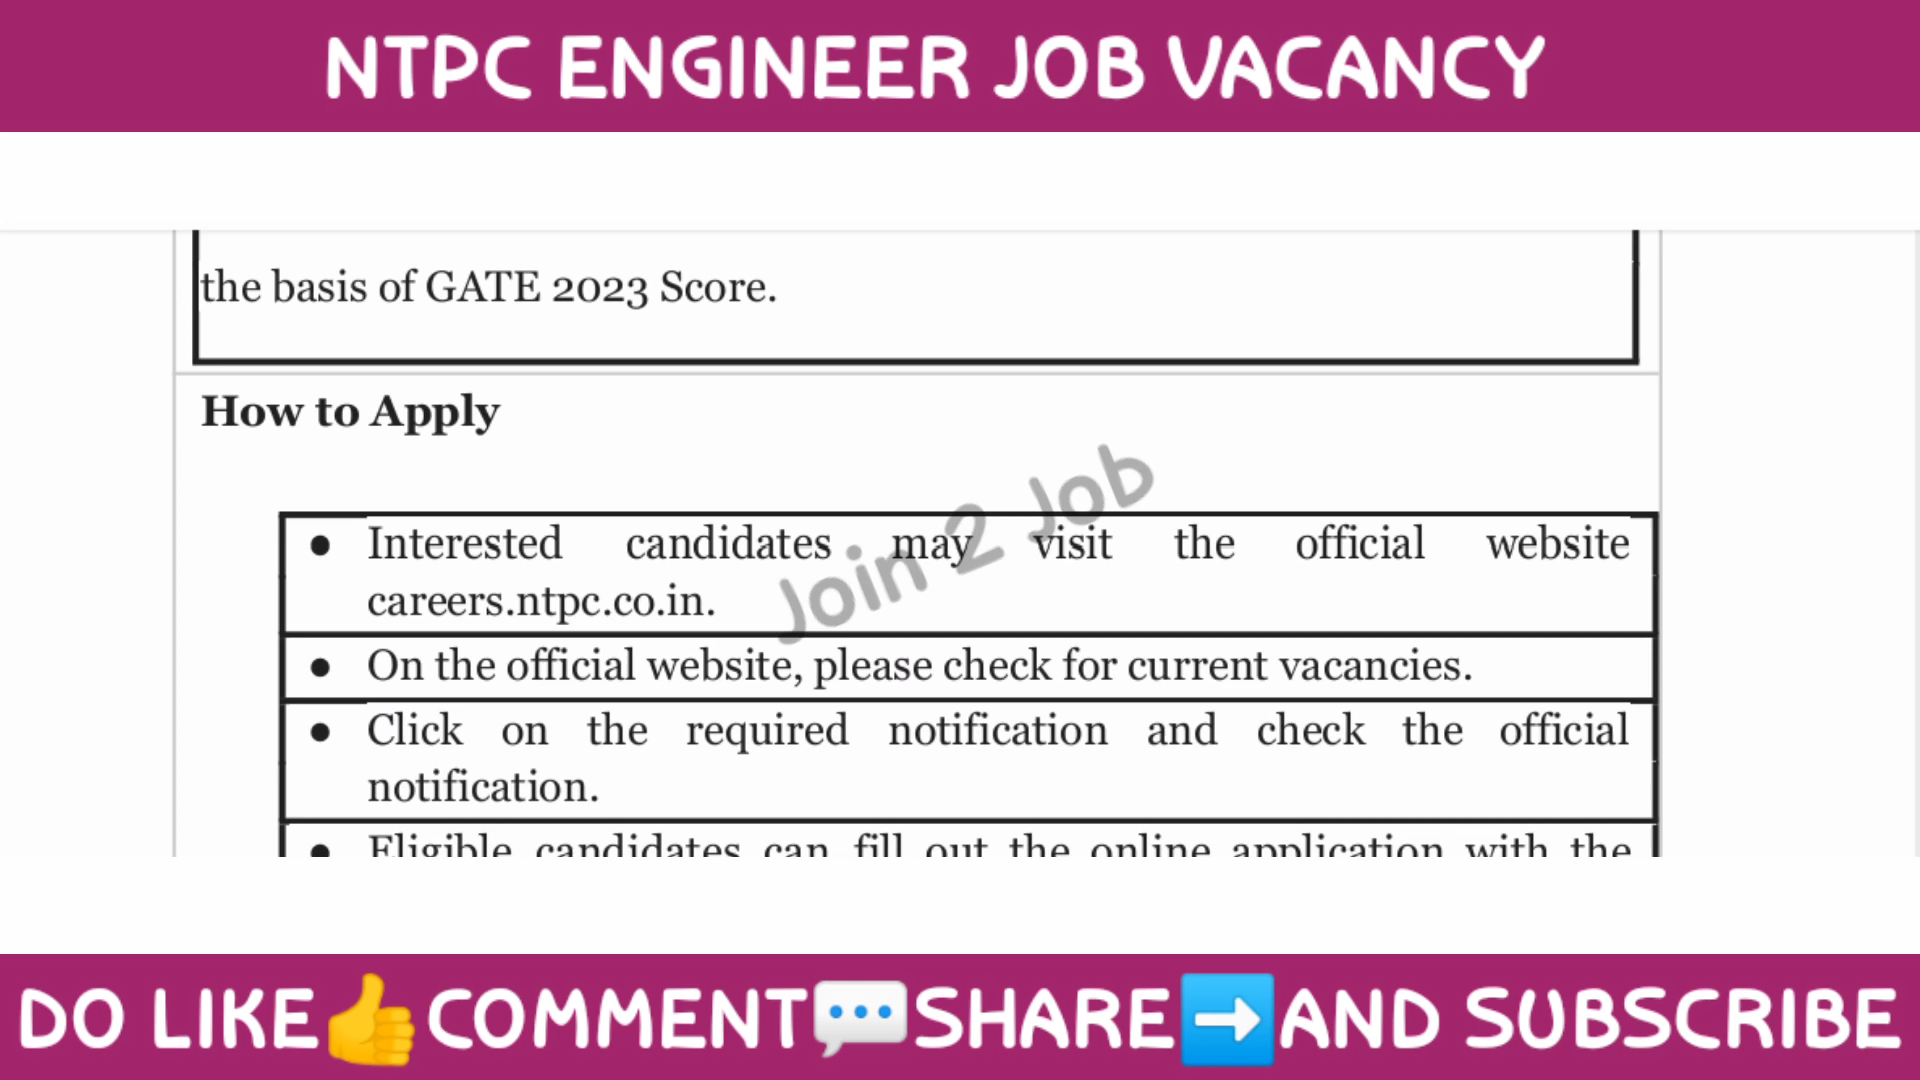 NTPC ENGINEER JOB VACANCY
the basis of GATE 2023 Score.
How to Apply
Join 2 Job
● Interested candidates may visit the official website
careers.ntpc.co.in.
● On the official website, please check for current vacancies.
● Click on the required notification and check the official
notification.
● Eligible candidates can fill out the online application with the
DO LIKE👍COMMENT💬SHARE➡️AND SUBSCRIBE